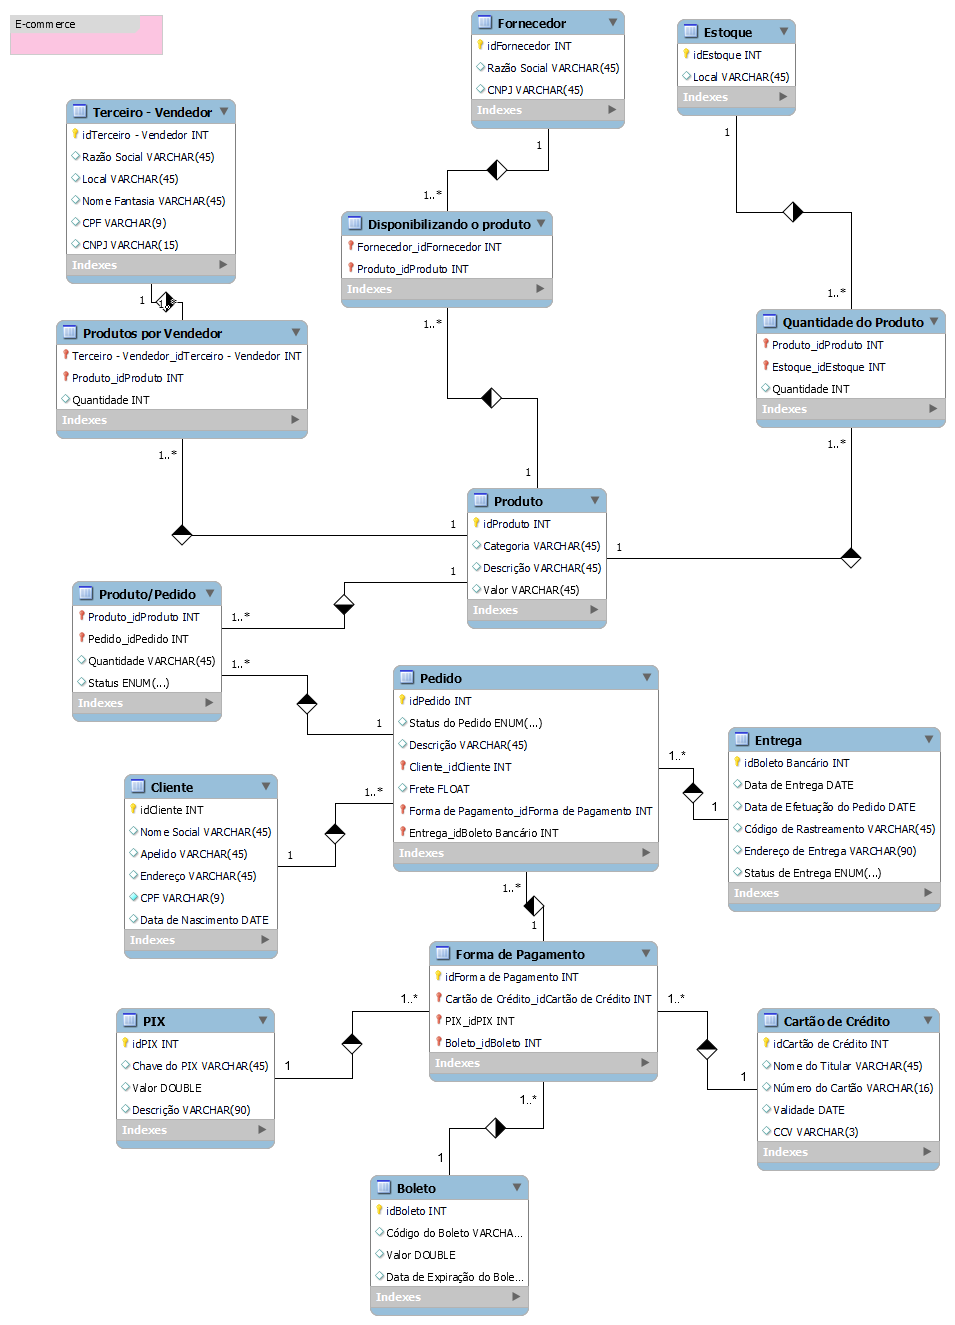 E-commerce
Fornecedor
idFornecedor INT
Razão Social VARCHAR(45)
CNPJ VARCHAR(45)
Indexes
Estoque
idEstoque INT
Local VARCHAR(45)
Indexes
Terceiro - Vendedor
idTerceiro - Vendedor INT
Razão Social VARCHAR(45)
Local VARCHAR(45)
Nome Fantasia VARCHAR(45)
CPF VARCHAR(9)
CNPJ VARCHAR(15)
Indexes
1
1..*
1
1..*
1
1..*
Disponibilizando o produto
Fornecedor_idFornecedor INT
Produto_idProduto INT
Indexes
Produtos por Vendedor
Terceiro - Vendedor_idTerceiro - Vendedor INT
Produto_idProduto INT
Quantidade INT
Indexes
Quantidade do Produto
Produto_idProduto INT
Estoque_idEstoque INT
Quantidade INT
Indexes
1..*
1
1..*
1
1..*
1
Produto
idProduto INT
Categoria VARCHAR(45)
Descrição VARCHAR(45)
Valor VARCHAR(45)
Indexes
1
1..*
Produto/Pedido
Produto_idProduto INT
Pedido_idPedido INT
Quantidade VARCHAR(45)
Status ENUM(...)
Indexes
1..*
1
Pedido
idPedido INT
Status do Pedido ENUM(...)
Descrição VARCHAR(45)
Cliente_idCliente INT
Frete FLOAT
Forma de Pagamento_idForma de Pagamento INT
Entrega_idBoleto Bancário INT
Indexes
1..*
1
Entrega
idBoleto Bancário INT
Data de Entrega DATE
Data de Efetuação do Pedido DATE
Código de Rastreamento VARCHAR(45)
Endereço de Entrega VARCHAR(90)
Status de Entrega ENUM(...)
Indexes
Cliente
idCliente INT
Nome Social VARCHAR(45)
Apelido VARCHAR(45)
Endereço VARCHAR(45)
CPF VARCHAR(9)
Data de Nascimento DATE
Indexes
1..*
1
1..*
1
Forma de Pagamento
idForma de Pagamento INT
Cartão de Crédito_idCartão de Crédito INT
PIX_idPIX INT
Boleto_idBoleto INT
Indexes
1..*
1
1..*
1
PIX
idPIX INT
Chave do PIX VARCHAR(45)
Valor DOUBLE
Descrição VARCHAR(90)
Indexes
Cartão de Crédito
idCartão de Crédito INT
Nome do Titular VARCHAR(45)
Número do Cartão VARCHAR(16)
Validade DATE
CCV VARCHAR(3)
Indexes
1..*
1
Boleto
idBoleto INT
Código do Boleto VARCHA...
Valor DOUBLE
Data de Expiração do Bole...
Indexes